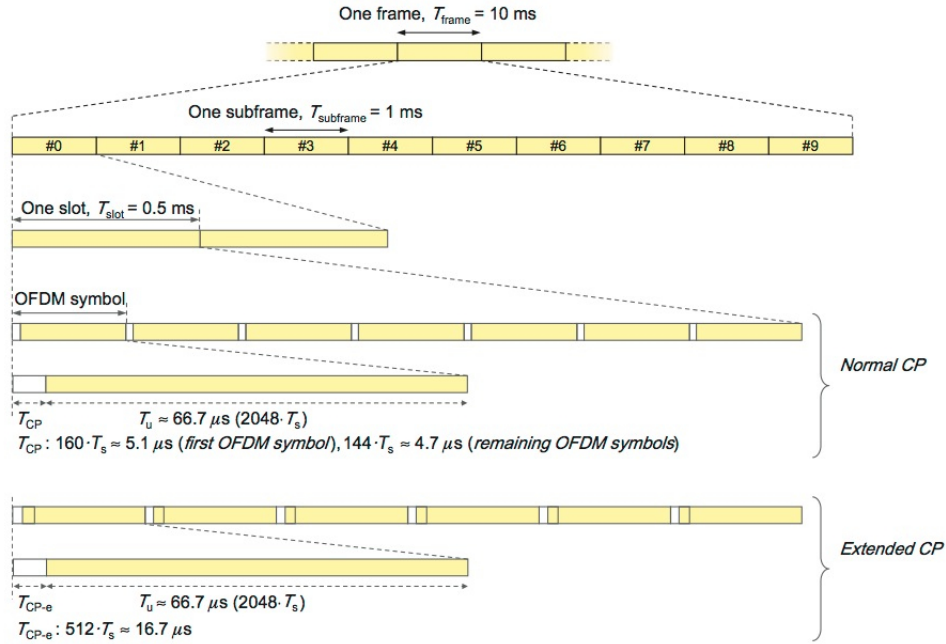 One frame, T_frame = 10 ms
One subframe, T_subframe = 1 ms
#0 #1 #2 #3 #4 #5 #6 #7 #8 #9
One slot, T_slot = 0.5 ms
OFDM symbol
Normal CP
T_CP T_u ≈ 66.7 μs (2048·T_s)
T_CP : 160·T_s ≈ 5.1 μs (first OFDM symbol), 144·T_s ≈ 4.7 μs (remaining OFDM symbols)
Extended CP
T_CP-e T_u ≈ 66.7 μs (2048·T_s)
T_CP-e : 512·T_s ≈ 16.7 μs